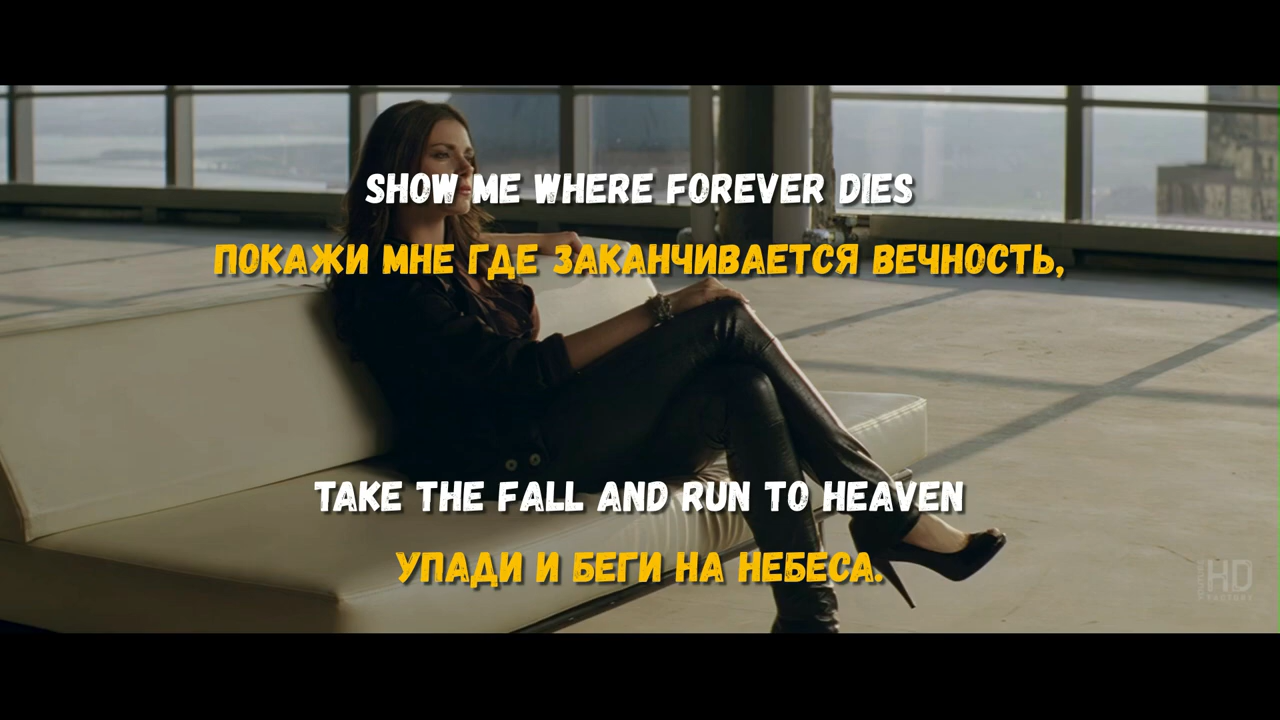 SHOW ME WHERE FOREVER DIES
ПОКАЖИ МНЕ ГДЕ ЗАКАНЧИВАЕТСЯ ВЕЧНОСТЬ,
TAKE THE FALL AND RUN TO HEAVEN
УПАДИ И БЕГИ НА НЕБЕСА.
HD
FACTORY